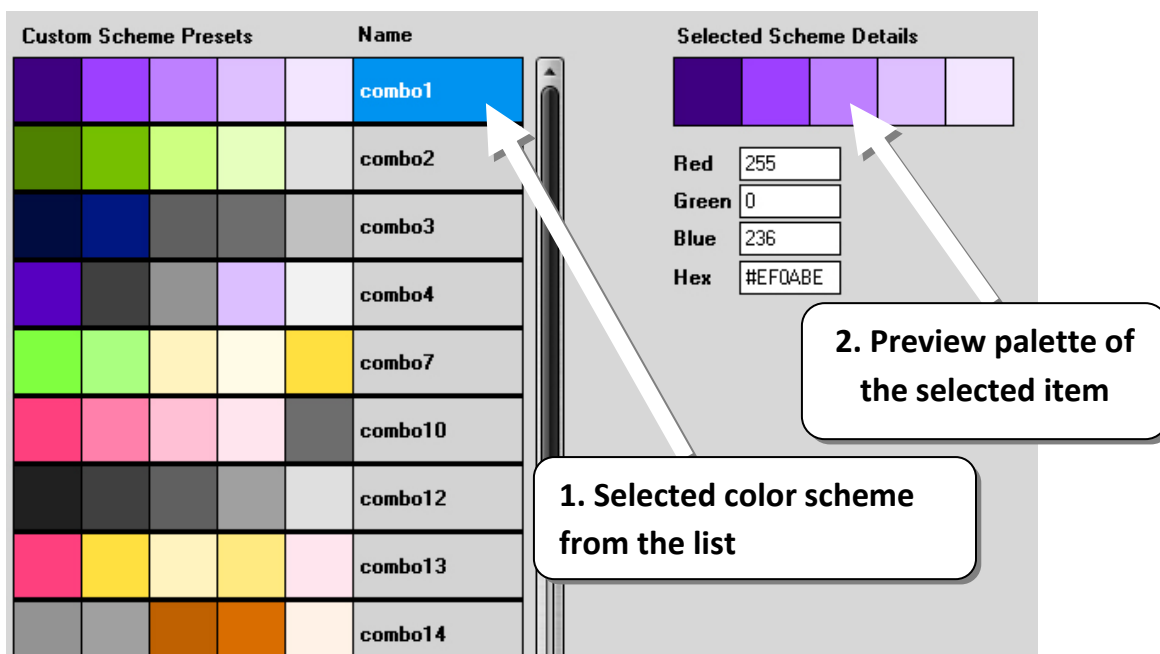 Custom Scheme Presets Name
combo1
combo2
combo3
combo4
combo7
combo10
combo12
combo13
combo14
Selected Scheme Details
Red 255
Green 0
Blue 236
Hex #EF0ABE
2. Preview palette of
the selected item
1. Selected color scheme
from the list